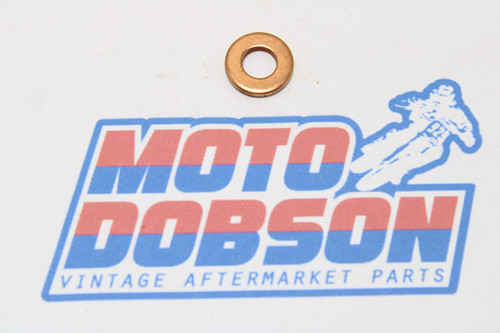 MOTO
DOBSON
VINTAGE AFTERMARKET PARTS